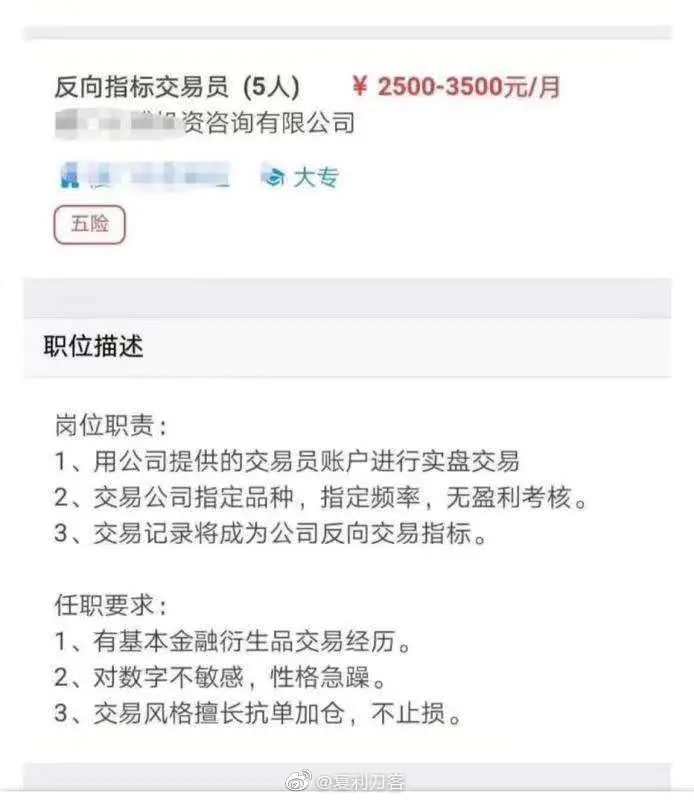 反向指标交易员 (5人) ¥ 2500-3500元/月
投资咨询有限公司
大专
五险
职位描述
岗位职责：
1、用公司提供的交易员账户进行实盘交易
2、交易公司指定品种，指定频率，无盈利考核。
3、交易记录将成为公司反向交易指标。
任职要求：
1、有基本金融衍生品交易经历。
2、对数字不敏感，性格急躁。
3、交易风格擅长抗单加仓，不止损。
@复利刃客